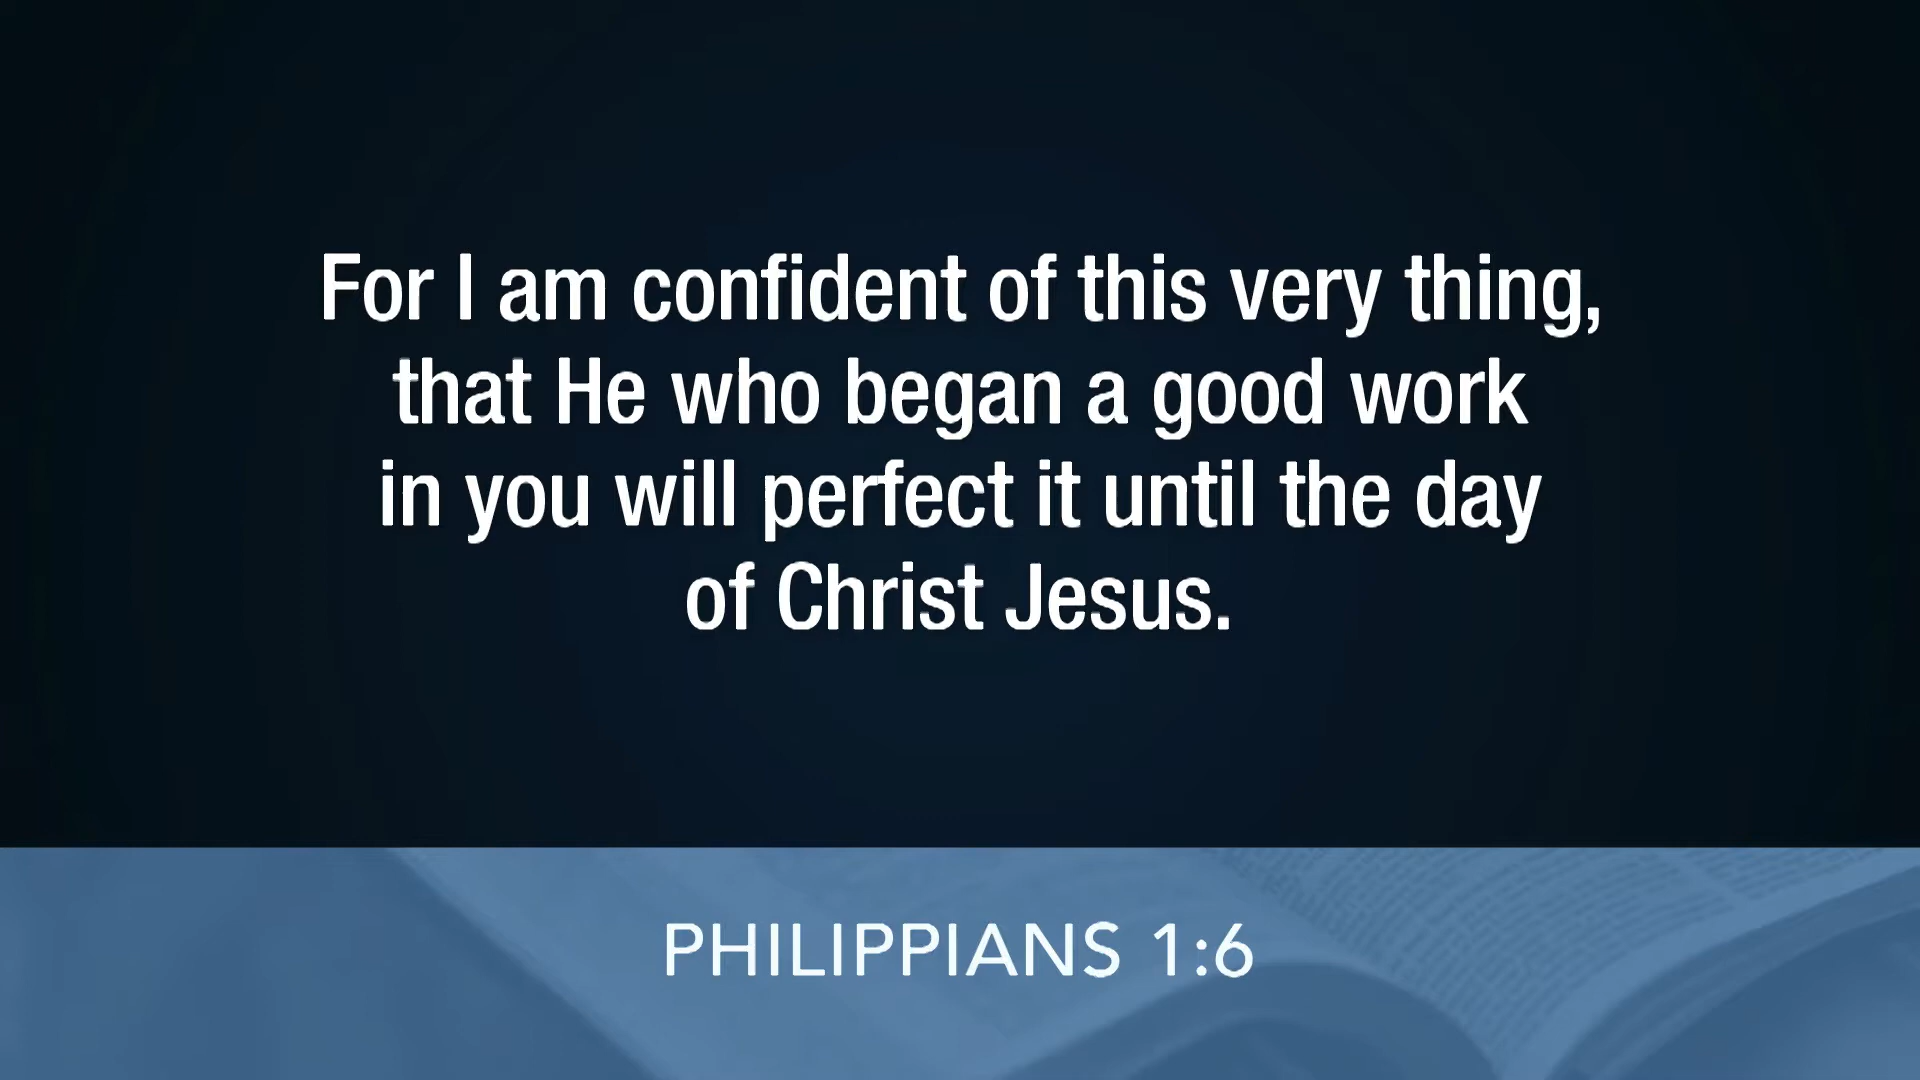 For I am confident of this very thing,
that He who began a good work
in you will perfect it until the day
of Christ Jesus.
PHILIPPIANS 1:6